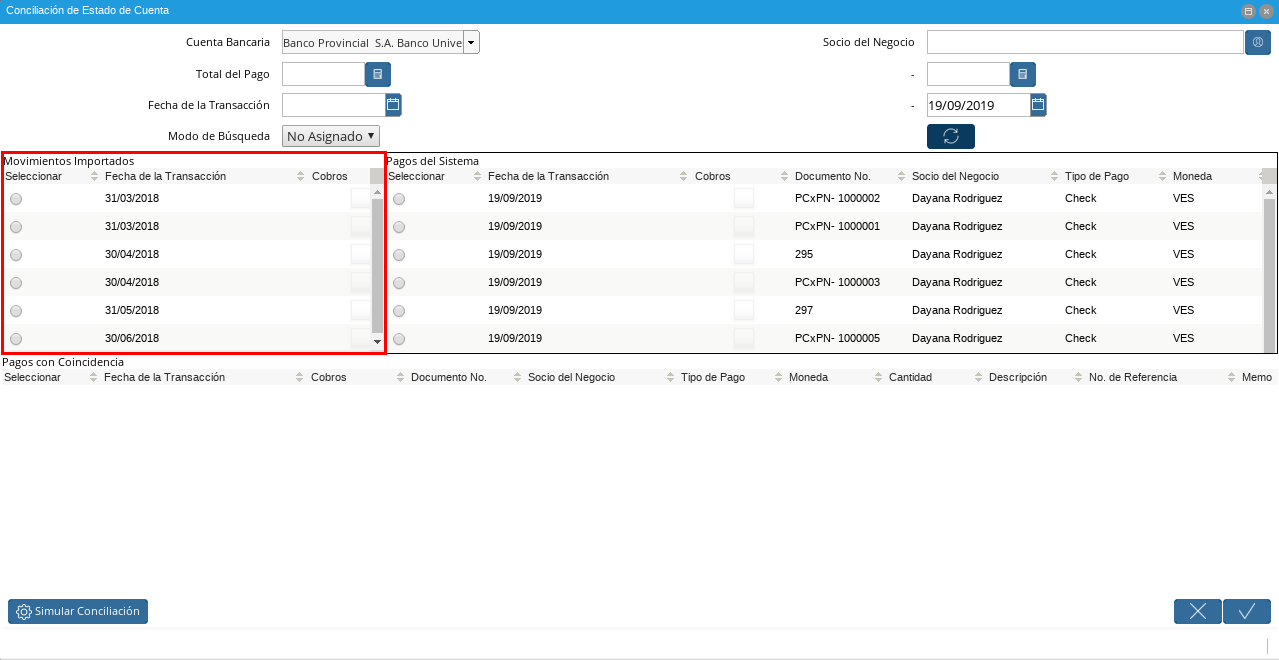 Conciliación de Estado de Cuenta
Cuenta Bancaria Banco Provincial S.A. Banco Unive Socio del Negocio
Total del Pago -
Fecha de la Transacción - 19/09/2019
Modo de Búsqueda No Asignado
Movimientos Importados Pagos del Sistema
Seleccionar Fecha de la Transacción Cobros Seleccionar Fecha de la Transacción Cobros Documento No. Socio del Negocio Tipo de Pago Moneda
31/03/2018 19/09/2019 PCxPN- 1000002 Dayana Rodriguez Check VES
31/03/2018 19/09/2019 PCxPN- 1000001 Dayana Rodriguez Check VES
30/04/2018 19/09/2019 295 Dayana Rodriguez Check VES
30/04/2018 19/09/2019 PCxPN- 1000003 Dayana Rodriguez Check VES
31/05/2018 19/09/2019 297 Dayana Rodriguez Check VES
30/06/2018 19/09/2019 PCxPN- 1000005 Dayana Rodriguez Check VES
Pagos con Coincidencia
Seleccionar Fecha de la Transacción Cobros Documento No. Socio del Negocio Tipo de Pago Moneda Cantidad Descripción No. de Referencia Memo
Simular Conciliación